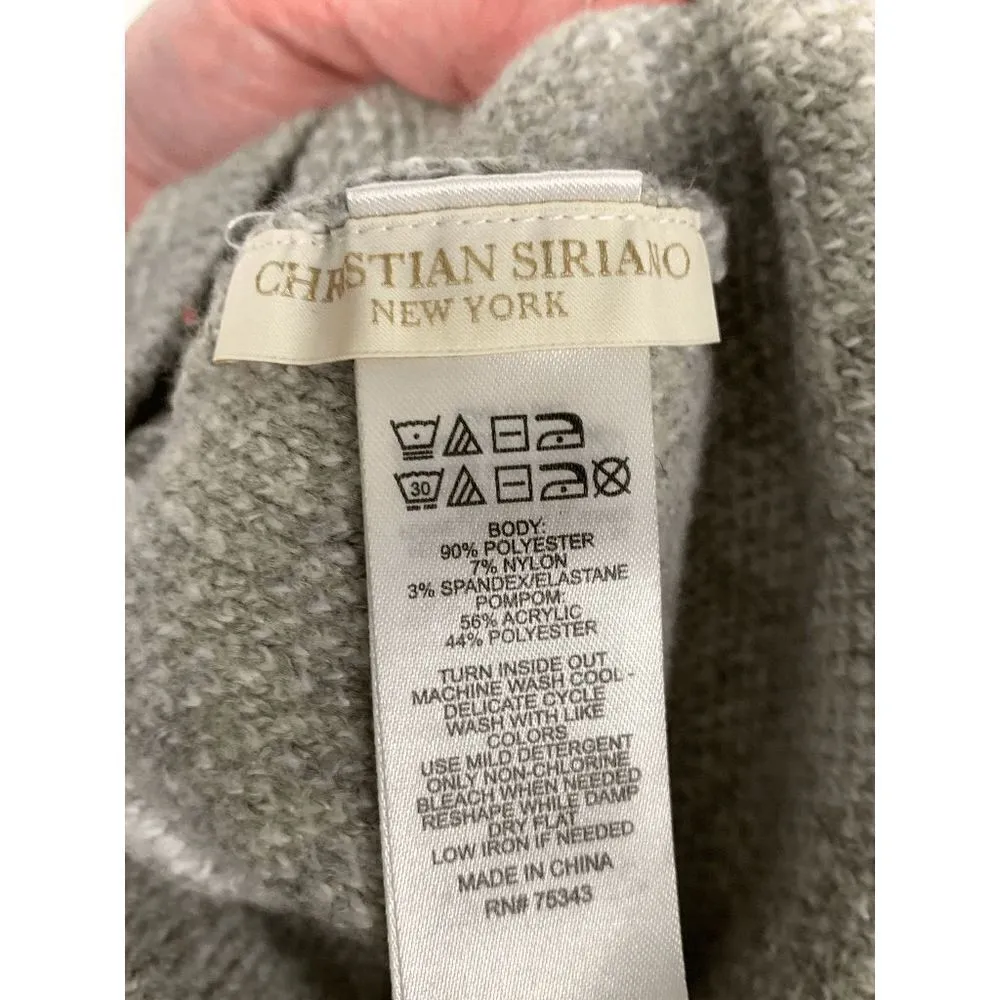 CHRISTIAN SIRIANO
NEW YORK
30
BODY:
90% POLYESTER
7% NYLON
3% SPANDEX/ELASTANE
POMPOM:
56% ACRYLIC
44% POLYESTER
TURN INSIDE OUT
MACHINE WASH COOL-
DELICATE CYCLE
WASH WITH LIKE
COLORS
USE MILD DETERGENT
ONLY NON-CHLORINE
BLEACH WHEN NEEDED
RESHAPE WHILE DAMP
DRY FLAT
LOW IRON IF NEEDED
MADE IN CHINA
RN# 75343